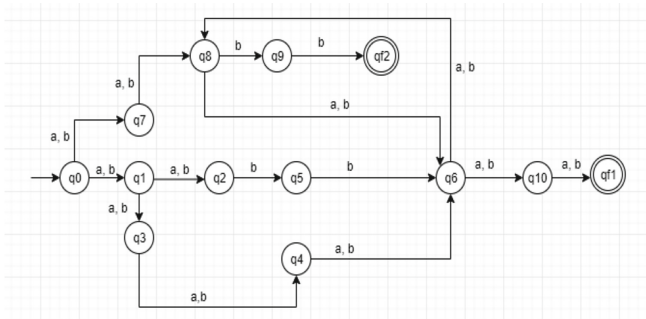 q8 b q9 b qf2
a, b
a, b
a, b
q7
a, b
q0 a, b q1 a, b q2 b q5 b q6 a, b q10 a, b qf1
a, b
q3
a, b
q4
a,b